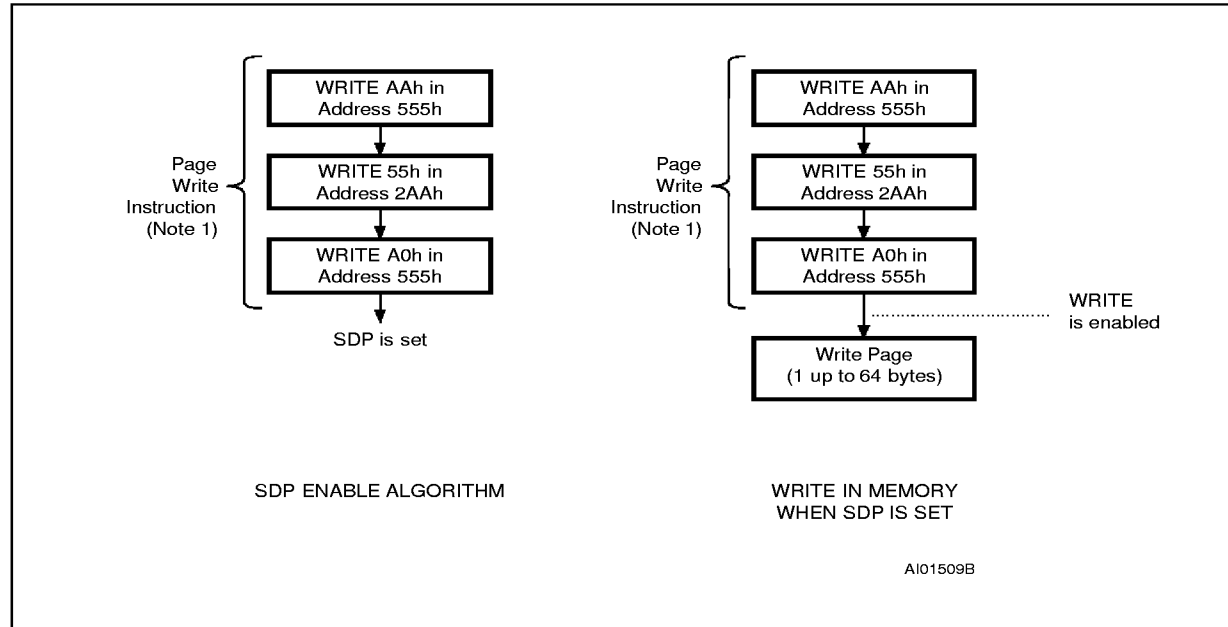 WRITE AAh in
Address 555h
Page
Write
Instruction
(Note 1)
WRITE 55h in
Address 2AAh
WRITE A0h in
Address 555h
SDP is set
SDP ENABLE ALGORITHM
WRITE AAh in
Address 555h
Page
Write
Instruction
(Note 1)
WRITE 55h in
Address 2AAh
WRITE A0h in
Address 555h
WRITE
is enabled
Write Page
(1 up to 64 bytes)
WRITE IN MEMORY
WHEN SDP IS SET
AI01509B